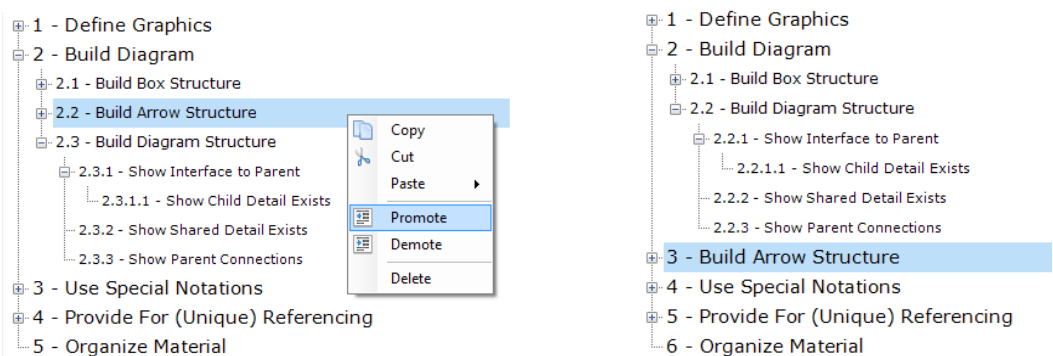 1 - Define Graphics
2 - Build Diagram
2.1 - Build Box Structure
2.2 - Build Arrow Structure
2.3 - Build Diagram Structure
2.3.1 - Show Interface to Parent
2.3.1.1 - Show Child Detail Exists
2.3.2 - Show Shared Detail Exists
2.3.3 - Show Parent Connections
3 - Use Special Notations
4 - Provide For (Unique) Referencing
5 - Organize Material
Copy
Cut
Paste
Promote
Demote
Delete
1 - Define Graphics
2 - Build Diagram
2.1 - Build Box Structure
2.2 - Build Diagram Structure
2.2.1 - Show Interface to Parent
2.2.1.1 - Show Child Detail Exists
2.2.2 - Show Shared Detail Exists
2.2.3 - Show Parent Connections
3 - Build Arrow Structure
4 - Use Special Notations
5 - Provide For (Unique) Referencing
6 - Organize Material